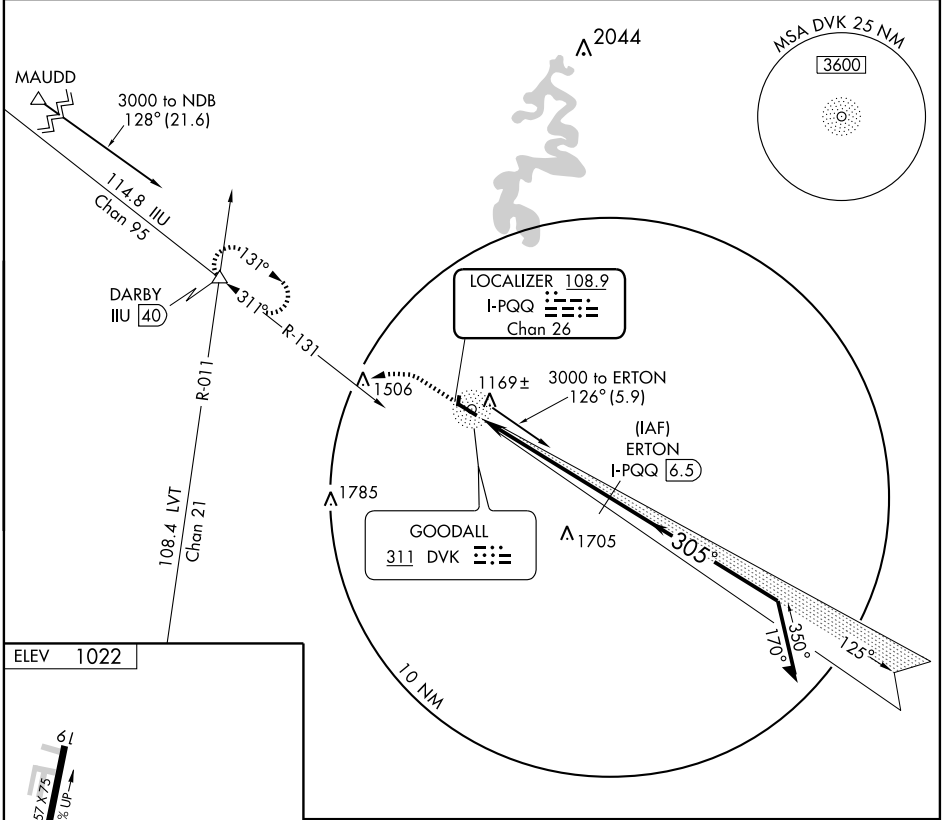 2044
MSA DVK 25 NM
3600
MAUDD
3000 to NDB
128° (21.6)
114.8 IIU
Chan 95
131°
DARBY
IIU 40
311°
R-131
LOCALIZER 108.9
I-PQQ
Chan 26
1506
1169±
3000 to ERTON
126° (5.9)
(IAF)
ERTON
I-PQQ 6.5
R-011
108.4 LVT
Chan 21
1785
GOODALL
311 DVK
1705
305°
350°
170°
125°
10 NM
ELEV 1022
19
57 X 75
% UP